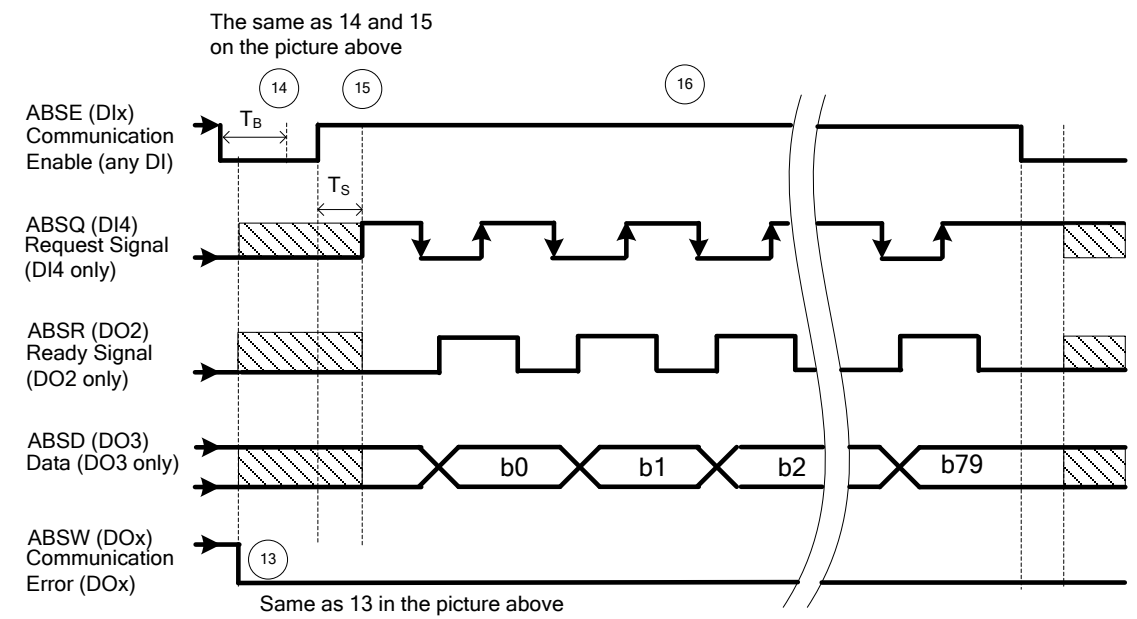 The same as 14 and 15
on the picture above
14
15
16
ABSE (DIx)
Communication
Enable (any DI)
TB
TS
ABSQ (DI4)
Request Signal
(DI4 only)
ABSR (DO2)
Ready Signal
(DO2 only)
ABSD (DO3)
Data (DO3 only)
b0
b1
b2
b79
ABSW (DOx)
Communication
Error (DOx)
13
Same as 13 in the picture above